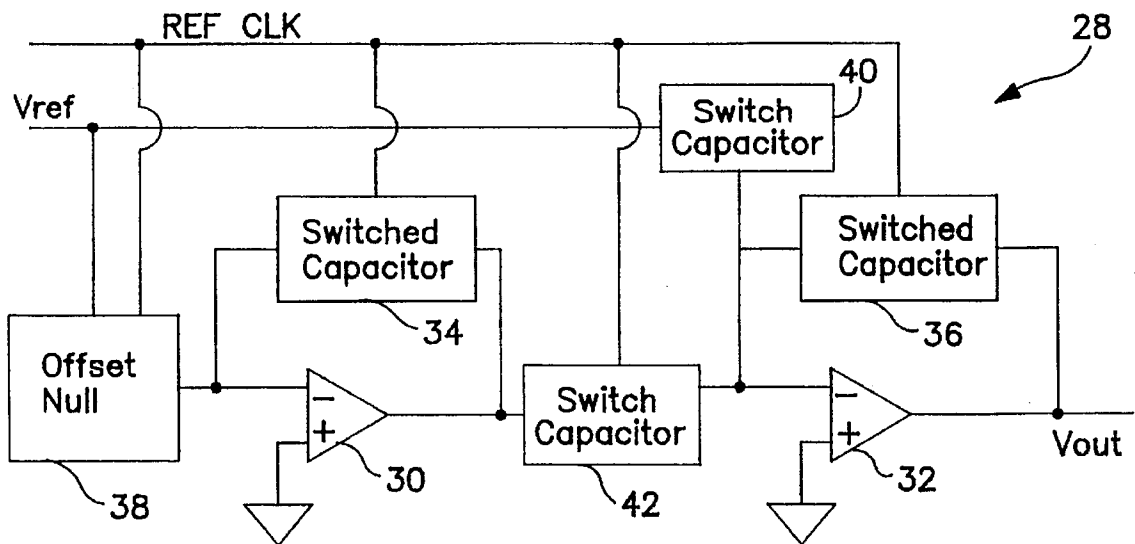 REF CLK
28
Vref
40
Switch
Capacitor
Switched
Capacitor
34
Switched
Capacitor
36
Offset
Null
38
−
+
30
Switch
Capacitor
42
−
+
32
Vout